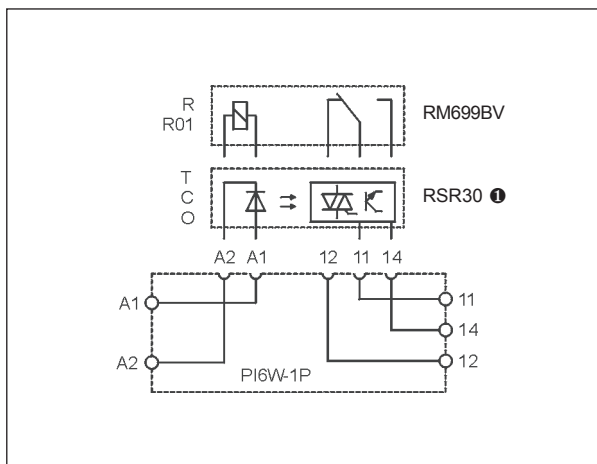 R
R01
RM699BV
T
C
O
RSR30 ❶
A2 A1 12 11 14
A1
11
14
A2
12
PI6W-1P